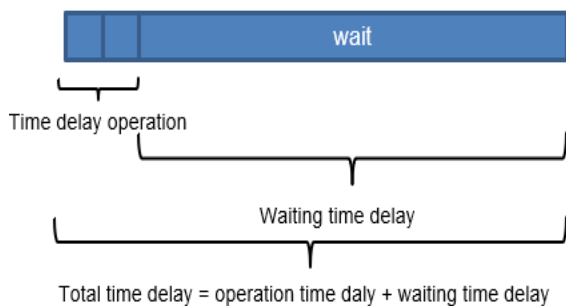 wait
Time delay operation
Waiting time delay
Total time delay = operation time daly + waiting time delay